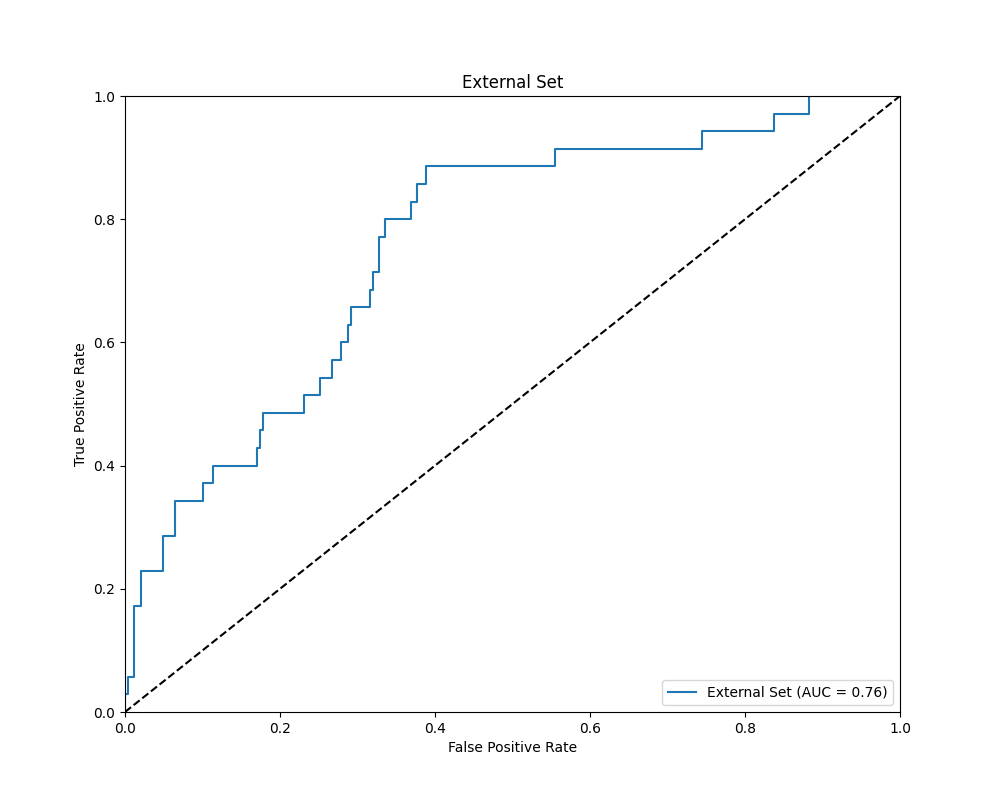 External Set
1.0
0.8
0.6
0.4
0.2
0.0
True Positive Rate
External Set (AUC = 0.76)
0.0 0.2 0.4 0.6 0.8 1.0
False Positive Rate